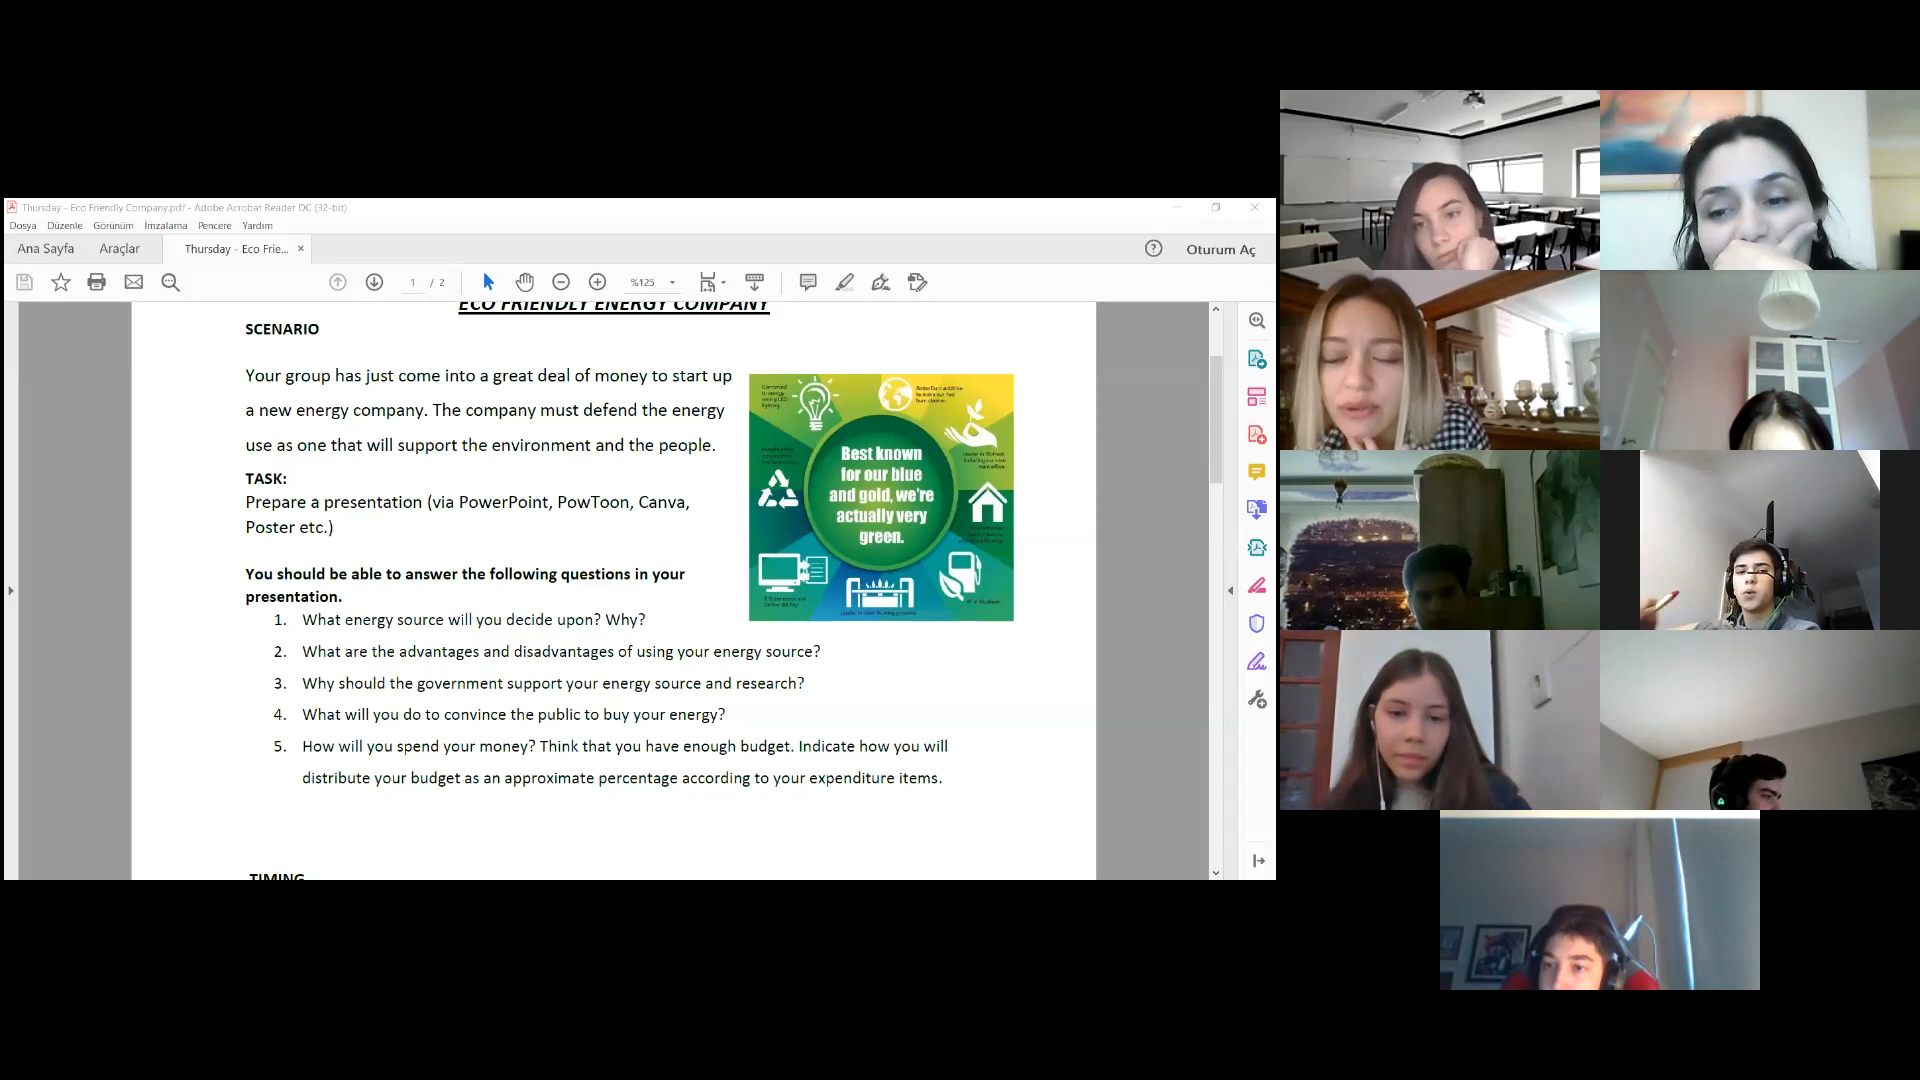 Thursday - Eco Friendly Company.pdf - Adobe Acrobat Reader DC (32-bit)
Dosya Düzenle Görünüm İmzalama Pencere Yardım
Ana Sayfa Araçlar Thursday - Eco Frie... × Oturum Aç
1 / 2 %125
ECO FRIENDLY ENERGY COMPANY
SCENARIO
Your group has just come into a great deal of money to start up
a new energy company. The company must defend the energy
use as one that will support the environment and the people.
TASK:
Prepare a presentation (via PowerPoint, PowToon, Canva,
Poster etc.)
You should be able to answer the following questions in your
presentation.
1. What energy source will you decide upon? Why?
2. What are the advantages and disadvantages of using your energy source?
3. Why should the government support your energy source and research?
4. What will you do to convince the public to buy your energy?
5. How will you spend your money? Think that you have enough budget. Indicate how you will
distribute your budget as an approximate percentage according to your expenditure items.
TIMING
Best known
for our blue
and gold, we're
actually very
green.
Converted
to energy
saving LED
lighting.